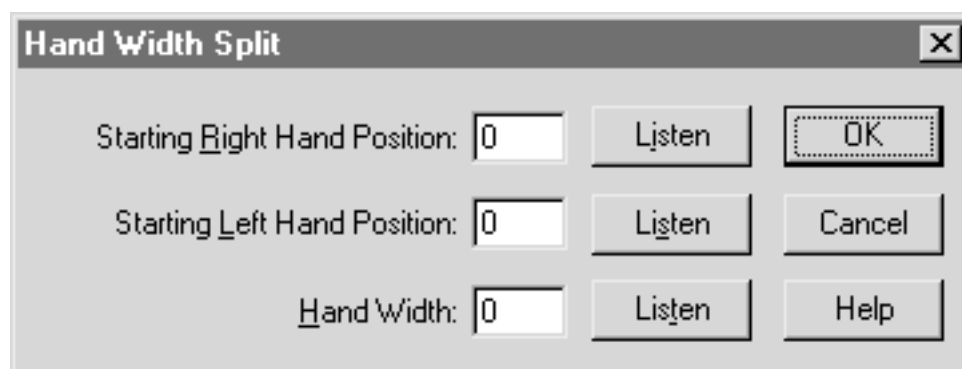 Hand Width Split
Starting Right Hand Position: 0 Listen OK
Starting Left Hand Position: 0 Listen Cancel
Hand Width: 0 Listen Help